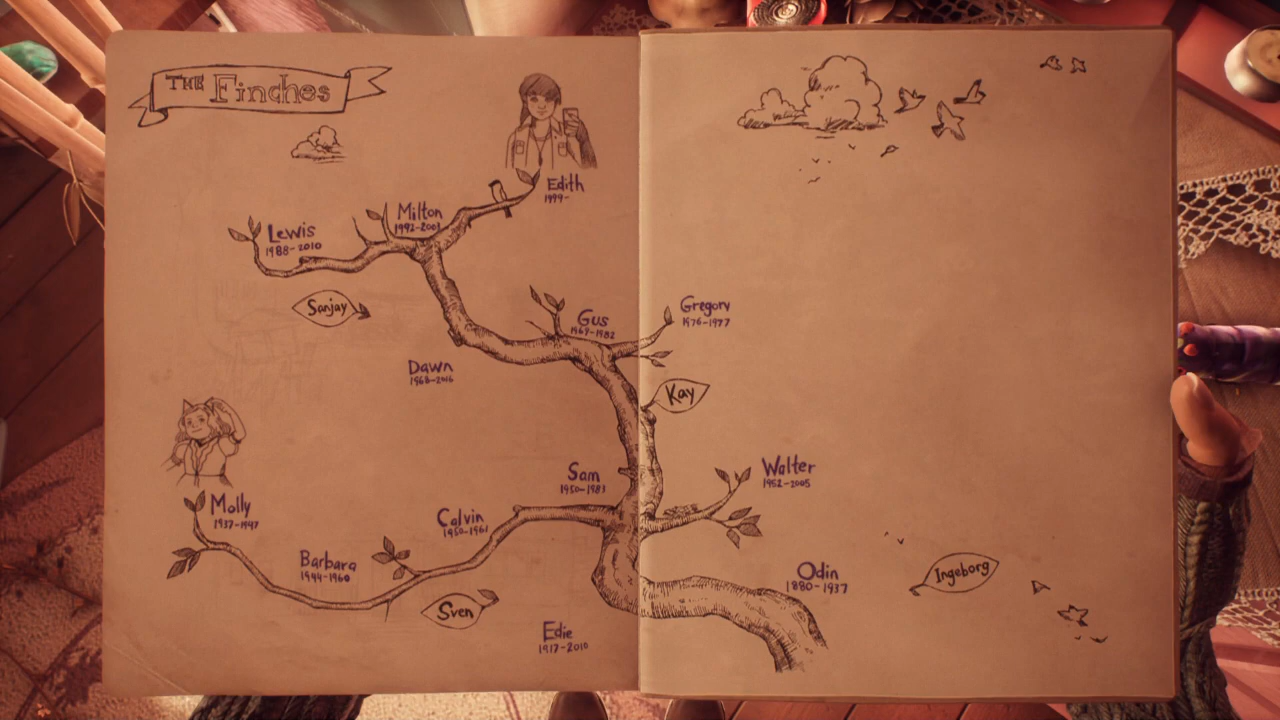 THE Finches
Edith
1999-
Milton
1992-2003
Lewis
1988-2010
Sanjay
Gregory
1976-1977
Gus
1969-1982
Dawn
1968-2016
Kay
Sam
1950-1983
Walter
1952-2005
Molly
1937-1947
Calvin
1950-1961
Barbara
1944-1960
Sven
Odin
1880-1937
Ingeborg
Edie
1917-2010